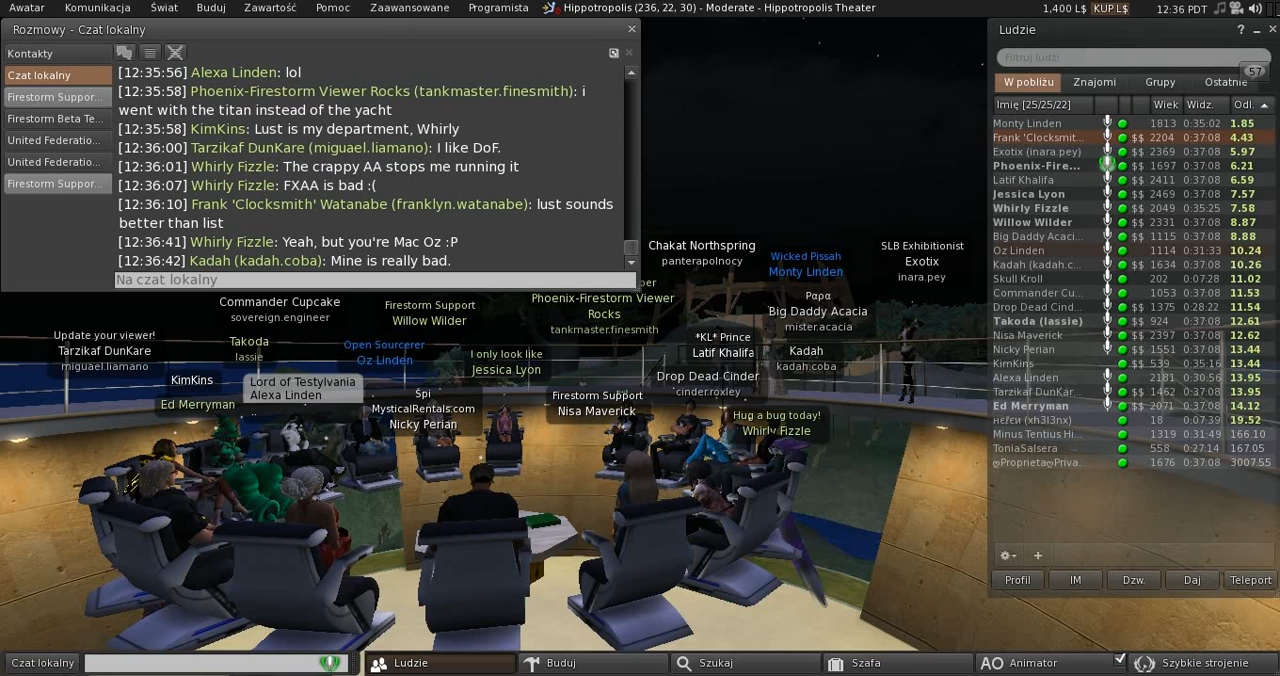 Awatar Komunikacja Świat Buduj Zawartość Pomoc Zaawansowane Programista Hippotropolis (236, 22, 30) - Moderate - Hippotropolis Theater 1,400 L$ KUP L$ 12:36 PDT
Rozmowy - Czat lokalny
Kontakty
Czat lokalny
Firestorm Suppor...
Firestorm Beta Te...
United Federatio...
United Federatio...
Firestorm Suppor...
[12:35:56] Alexa Linden: lol
[12:35:58] Phoenix-Firestorm Viewer Rocks (tankmaster.finesmith): i
went with the titan instead of the yacht
[12:35:58] KimKins: Lust is my department, Whirly
[12:36:00] Tarzikaf DunKare (miguael.liamano): I like DoF.
[12:36:01] Whirly Fizzle: The crappy AA stops me running it
[12:36:07] Whirly Fizzle: FXAA is bad :(
[12:36:10] Frank 'Clocksmith' Watanabe (franklyn.watanabe): lust sounds
better than list
[12:36:41] Whirly Fizzle: Yeah, but you're Mac Oz :P
[12:36:42] Kadah (kadah.coba): Mine is really bad.
Na czat lokalny
Chakat Northspring
panterapolnocy
Wicked Pissah
Monty Linden
SLB Exhibitionist
Exotix
inara.pey
Commander Cupcake
sovereign.engineer
Firestorm Support
Willow Wilder
Phoenix-Firestorm Viewer
Rocks
tankmaster.finesmith
Papa
Big Daddy Acacia
mister.acacia
Update your viewer!
Tarzikaf DunKare
miguael.liamano
Takoda
lassie
Open Sourcerer
Oz Linden
I only look like
Jessica Lyon
*KL* Prince
Latif Khalifa
Kadah
kadah.coba
KimKins
Lord of Testylvania
Alexa Linden
Ed Merryman
Drop Dead Cinder
cinder.roxley
Spi
MysticalRentals.com
Nicky Perian
Firestorm Support
Nisa Maverick
Hug a bug today!
Whirly Fizzle
Ludzie
Filtruj ludzi
57
W pobliżu Znajomi Grupy Ostatnie
Imię [25/25/22] Wiek Widz. Odl.
Monty Linden 1813 0:35:02 1.85
Frank 'Clocksmit... $$ 2204 0:37:08 4.43
Exotix (inara.pey) $$ 2369 0:37:08 5.97
Phoenix-Fire... $$ 1697 0:37:08 6.21
Latif Khalifa $$ 2411 0:37:08 6.59
Jessica Lyon $$ 2469 0:37:08 7.57
Whirly Fizzle $$ 2049 0:35:25 7.58
Willow Wilder $$ 2331 0:37:08 8.87
Big Daddy Acaci... $$ 1115 0:37:08 8.88
Oz Linden 1114 0:31:33 10.24
Kadah (kadah.c... $$ 1634 0:37:08 10.26
Skull Kroll 202 0:07:28 11.02
Commander Cu... 1053 0:37:08 11.53
Drop Dead Cind... $$ 1375 0:28:22 11.54
Takoda (lassie) $$ 924 0:37:08 12.61
Nisa Maverick $$ 2397 0:37:08 12.62
Nicky Perian $$ 1551 0:37:08 13.44
KimKins $$ 539 0:35:16 13.44
Alexa Linden 2181 0:30:56 13.95
Tarzikaf DunKar... $$ 1462 0:37:08 13.95
Ed Merryman $$ 2071 0:37:08 14.12
(xh3l3nx) 18 0:07:39 19.52
Minus Tentius Hi... 1319 0:31:49 166.10
ToniaSalsera 558 0:27:14 167.05
1676 0:37:08 3007.55
Profil IM Dzw. Daj Teleport
Czat lokalny Ludzie Buduj Szukaj Szafa AO Animator Szybkie strojenie